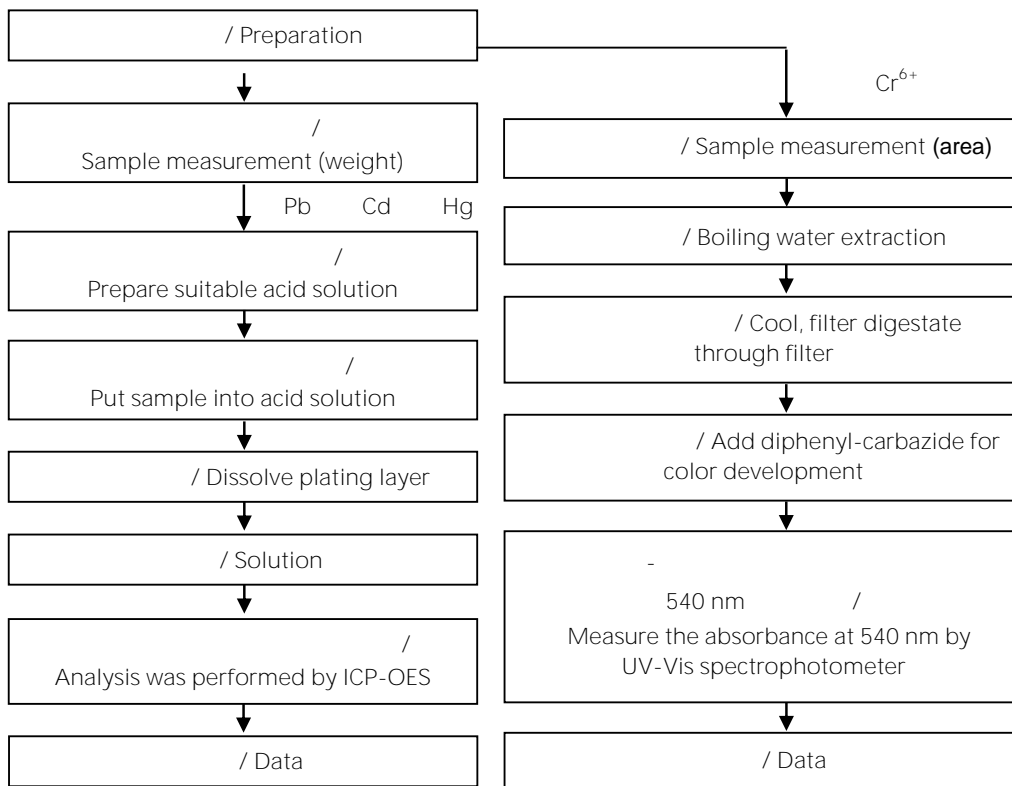 / Preparation
/
Sample measurement (weight)
Pb Cd Hg
/
Prepare suitable acid solution
/
Put sample into acid solution
/ Dissolve plating layer
/ Solution
/
Analysis was performed by ICP-OES
/ Data
Cr⁶⁺
/ Sample measurement (area)
/ Boiling water extraction
/ Cool, filter digestate
through filter
/ Add diphenyl-carbazide for
color development
-
540 nm /
Measure the absorbance at 540 nm by
UV-Vis spectrophotometer
/ Data